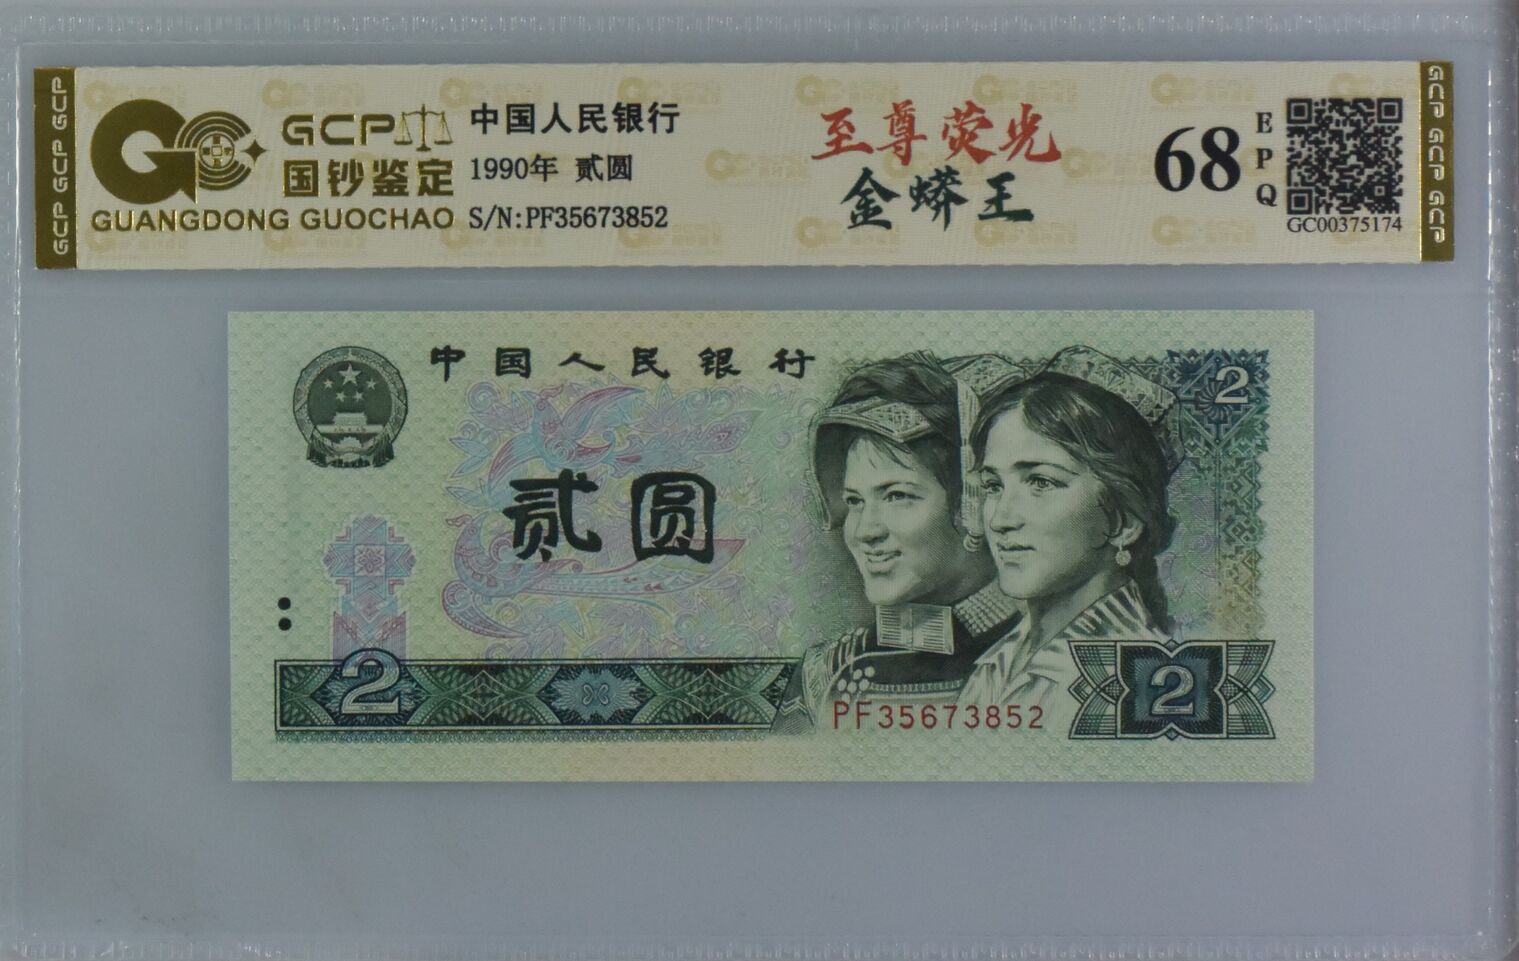 GCP GCP GCP
GCP
国钞鉴定
GUANGDONG GUOCHAO
中国人民银行
1990年 贰圆
S/N:PF35673852
至尊荧光
金蟒王
68
EPQ
GC00375174
GCP GCP GCP
中国人民银行
2
贰圆
2
PF35673852
2